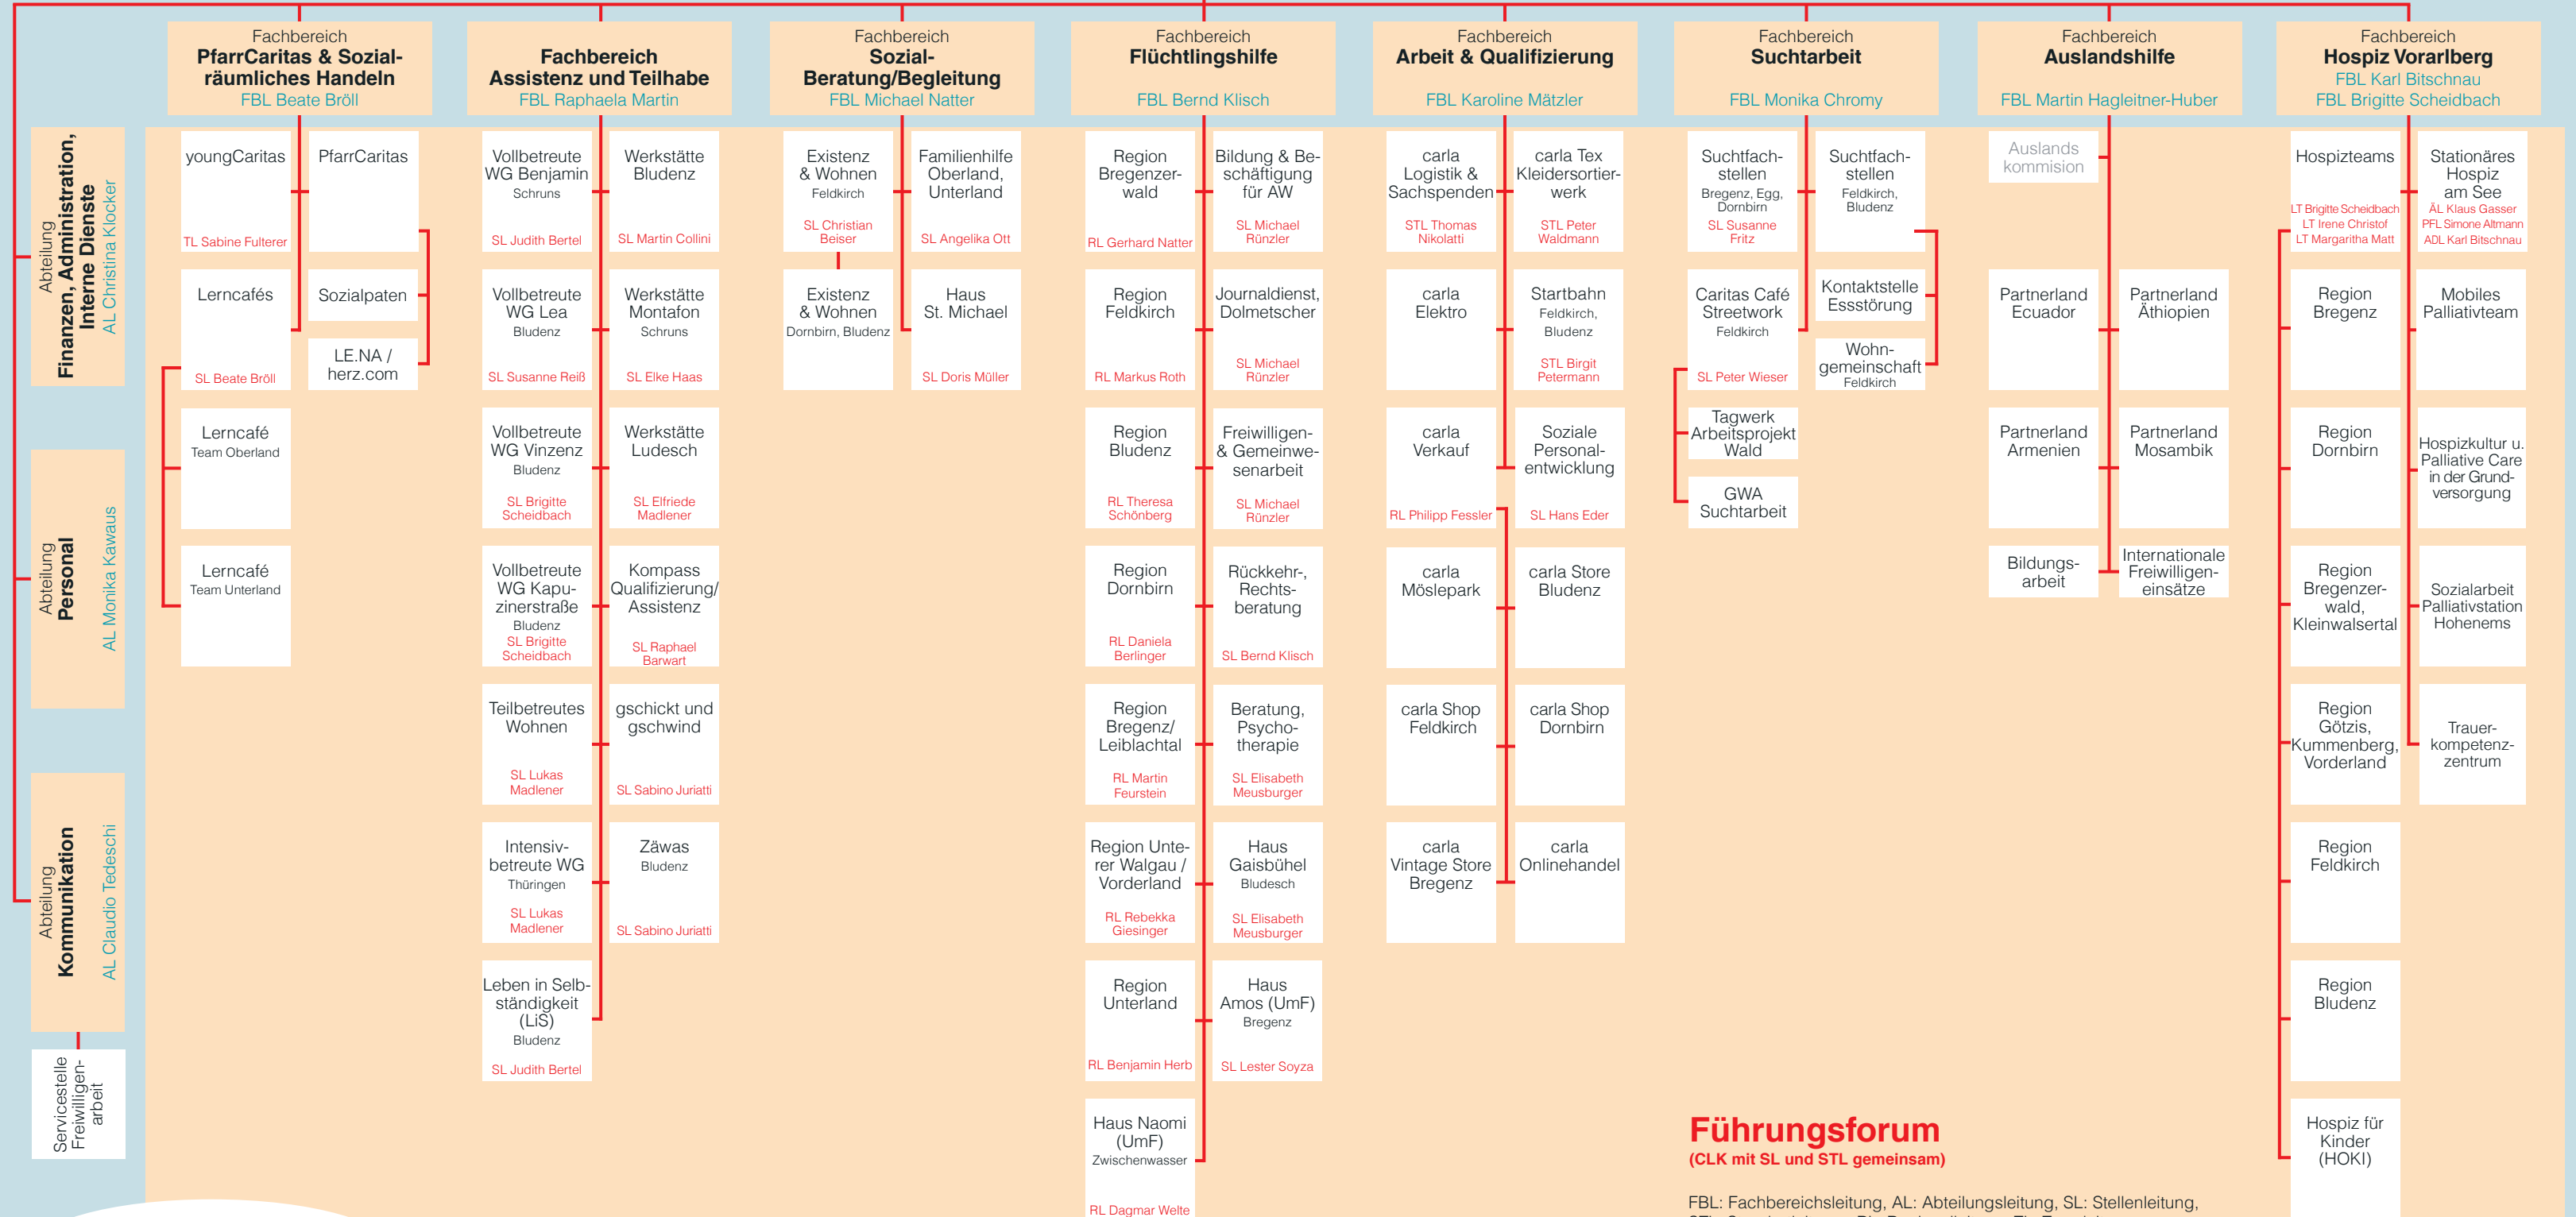 Fachbereich
PfarrCaritas & Sozial-
räumliches Handeln
FBL Beate Bröll
Fachbereich
Assistenz und Teilhabe
FBL Raphaela Martin
Fachbereich
Sozial-
Beratung/Begleitung
FBL Michael Natter
Fachbereich
Flüchtlingshilfe
FBL Bernd Klisch
Fachbereich
Arbeit & Qualifizierung
FBL Karoline Mätzler
Fachbereich
Suchtarbeit
FBL Monika Chromy
Fachbereich
Auslandshilfe
FBL Martin Hagleitner-Huber
Fachbereich
Hospiz Vorarlberg
FBL Karl Bitschnau
FBL Brigitte Scheidbach
Abteilung
Finanzen, Administration,
Interne Dienste
AL Christina Klocker
Abteilung
Personal
AL Monika Kawaus
Abteilung
Kommunikation
AL Claudio Tedeschi
Servicestelle
Freiwilligen-
arbeit
youngCaritas
TL Sabine Fulterer
PfarrCaritas
Lerncafés
SL Beate Bröll
Sozialpaten
LE.NA /
herz.com
Lerncafé
Team Oberland
Lerncafé
Team Unterland
Vollbetreute
WG Benjamin
Schruns
SL Judith Bertel
Werkstätte
Bludenz
SL Martin Collini
Vollbetreute
WG Lea
Bludenz
SL Susanne Reiß
Werkstätte
Montafon
Schruns
SL Elke Haas
Vollbetreute
WG Vinzenz
Bludenz
SL Brigitte
Scheidbach
Werkstätte
Ludesch
SL Elfriede
Madlener
Vollbetreute
WG Kapu-
zinerstraße
Bludenz
SL Brigitte
Scheidbach
Kompass
Qualifizierung/
Assistenz
SL Raphael
Barwart
Teilbetreutes
Wohnen
SL Lukas
Madlener
gschickt und
gschwind
SL Sabino Juriatti
Intensiv-
betreute WG
Thüringen
SL Lukas
Madlener
Zäwas
Bludenz
SL Sabino Juriatti
Leben in Selb-
ständigkeit
(LiS)
Bludenz
SL Judith Bertel
Existenz
& Wohnen
Feldkirch
SL Christian
Beiser
Familienhilfe
Oberland,
Unterland
SL Angelika Ott
Existenz
& Wohnen
Dornbirn, Bludenz
Haus
St. Michael
SL Doris Müller
Region
Bregenzer-
wald
RL Gerhard Natter
Bildung & Be-
schäftigung
für AW
SL Michael
Rünzler
Region
Feldkirch
RL Markus Roth
Journaldienst,
Dolmetscher
SL Michael
Rünzler
Region
Bludenz
RL Theresa
Schönberg
Freiwilligen-
& Gemeinwe-
senarbeit
SL Michael
Rünzler
Region
Dornbirn
RL Daniela
Berlinger
Rückkehr-,
Rechts-
beratung
SL Bernd Klisch
Region
Bregenz/
Leiblachtal
RL Martin
Feurstein
Beratung,
Psycho-
therapie
SL Elisabeth
Meusburger
Region Unte-
rer Walgau /
Vorderland
RL Rebekka
Giesinger
Haus
Gaisbühel
Bludesch
SL Elisabeth
Meusburger
Region
Unterland
RL Benjamin Herb
Haus
Amos (UmF)
Bregenz
SL Lester Soyza
Haus Naomi
(UmF)
Zwischenwasser
RL Dagmar Welte
carla
Logistik &
Sachspenden
STL Thomas
Nikolatti
carla Tex
Kleidersortier-
werk
STL Peter
Waldmann
carla
Elektro
Startbahn
Feldkirch,
Bludenz
STL Birgit
Petermann
carla
Verkauf
RL Philipp Fessler
Soziale
Personal-
entwicklung
SL Hans Eder
carla
Möslepark
carla Store
Bludenz
carla Shop
Feldkirch
carla Shop
Dornbirn
carla
Vintage Store
Bregenz
carla
Onlinehandel
Suchtfach-
stellen
Bregenz, Egg,
Dornbirn
SL Susanne
Fritz
Suchtfach-
stellen
Feldkirch,
Bludenz
Caritas Café
Streetwork
Feldkirch
SL Peter Wieser
Kontaktstelle
Essstörung
Wohn-
gemeinschaft
Feldkirch
Tagwerk
Arbeitsprojekt
Wald
GWA
Suchtarbeit
Auslands
kommision
Partnerland
Ecuador
Partnerland
Äthiopien
Partnerland
Armenien
Partnerland
Mosambik
Bildungs-
arbeit
Internationale
Freiwilligen-
einsätze
Hospizteams
LT Brigitte Scheidbach
LT Irene Christof
LT Margaritha Matt
Stationäres
Hospiz
am See
ÄL Klaus Gasser
PFL Simone Altmann
ADL Karl Bitschnau
Region
Bregenz
Mobiles
Palliativteam
Region
Dornbirn
Hospizkultur u.
Palliative Care
in der Grund-
versorgung
Region
Bregenzer-
wald,
Kleinwalsertal
Sozialarbeit
Palliativstation
Hohenems
Region
Götzis,
Kummenberg,
Vorderland
Trauer-
kompetenz-
zentrum
Region
Feldkirch
Region
Bludenz
Hospiz für
Kinder
(HOKI)
Führungsforum
(CLK mit SL und STL gemeinsam)
FBL: Fachbereichsleitung, AL: Abteilungsleitung, SL: Stellenleitung,